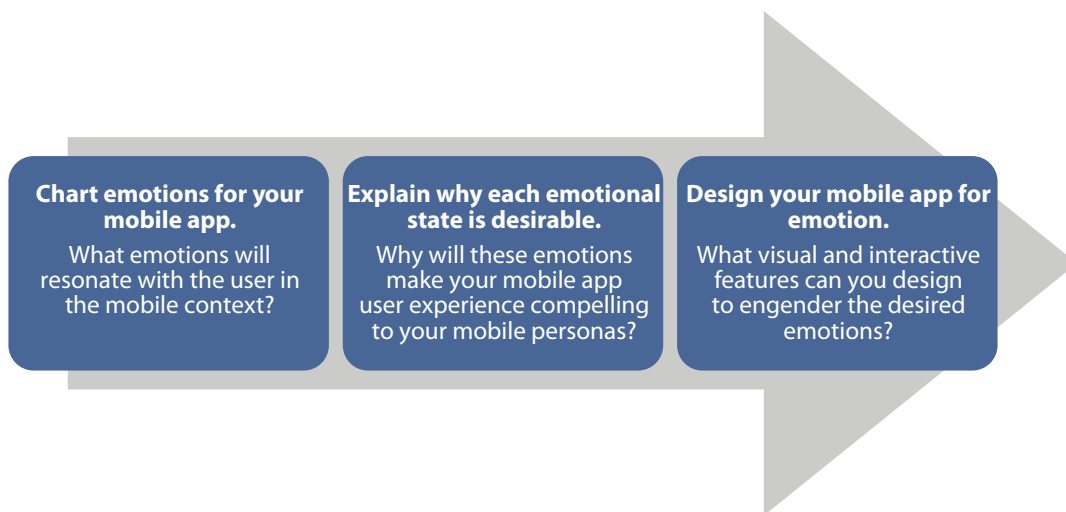 Chart emotions for your
mobile app.
What emotions will
resonate with the user in
the mobile context?
Explain why each emotional
state is desirable.
Why will these emotions
make your mobile app
user experience compelling
to your mobile personas?
Design your mobile app for
emotion.
What visual and interactive
features can you design
to engender the desired
emotions?